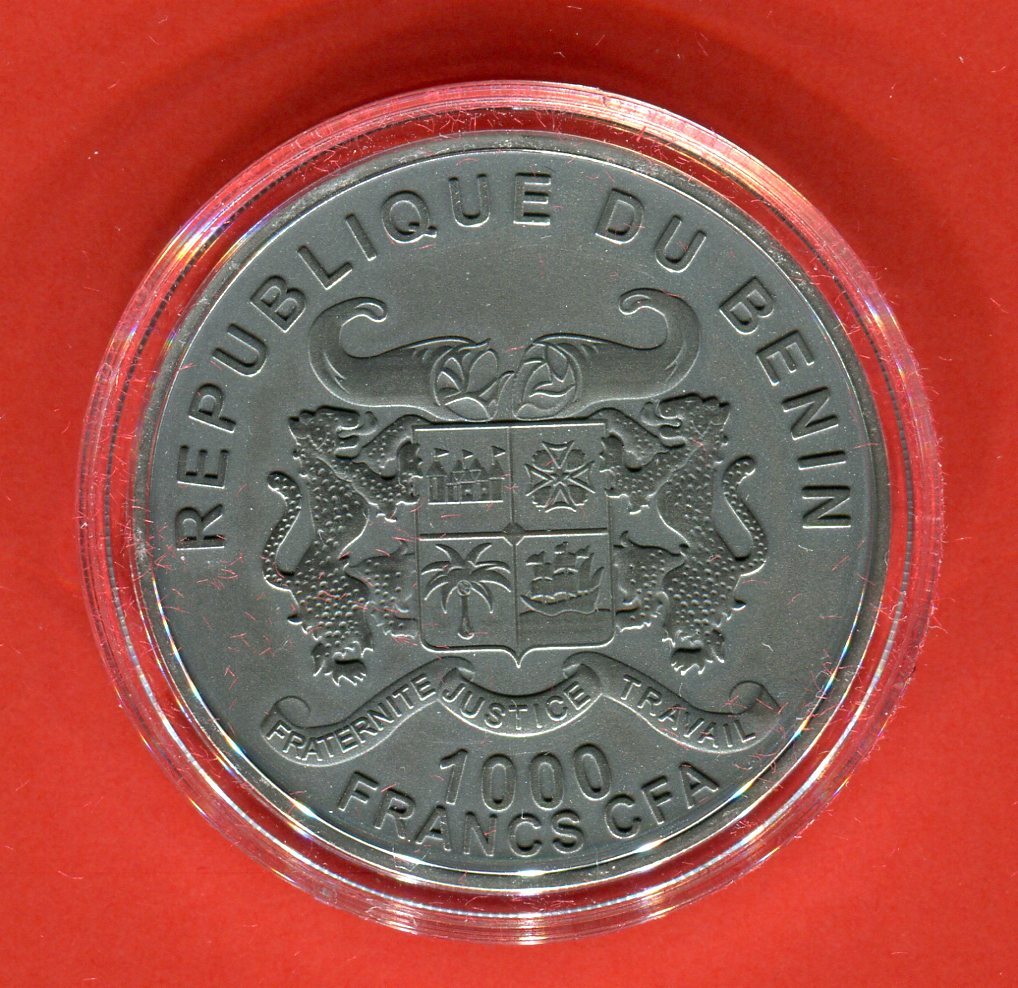 REPUBLIQUE DU BENIN
FRATERNITE JUSTICE TRAVAIL
1000
FRANCS CFA